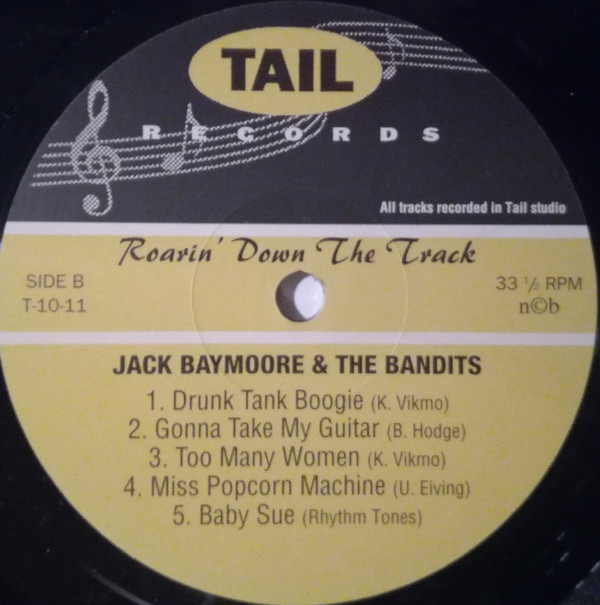 TAIL
RECORDS
All tracks recorded in Tail studio
Roarin' Down The Track
SIDE B
T-10-11
33 ½ RPM
n©b
JACK BAYMOORE & THE BANDITS
1. Drunk Tank Boogie (K. Vikmo)
2. Gonna Take My Guitar (B. Hodge)
3. Too Many Women (K. Vikmo)
4. Miss Popcorn Machine (U. Eiving)
5. Baby Sue (Rhythm Tones)